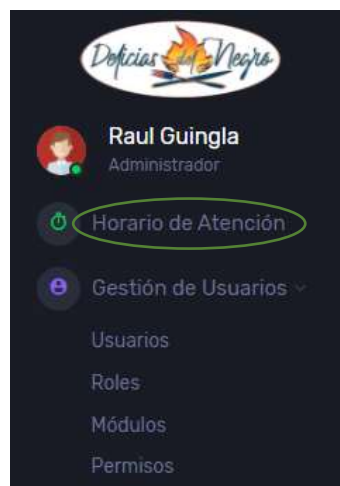 Delicias del Negro
Raul Guingla
Administrador
Horario de Atención
Gestión de Usuarios
Usuarios
Roles
Módulos
Permisos